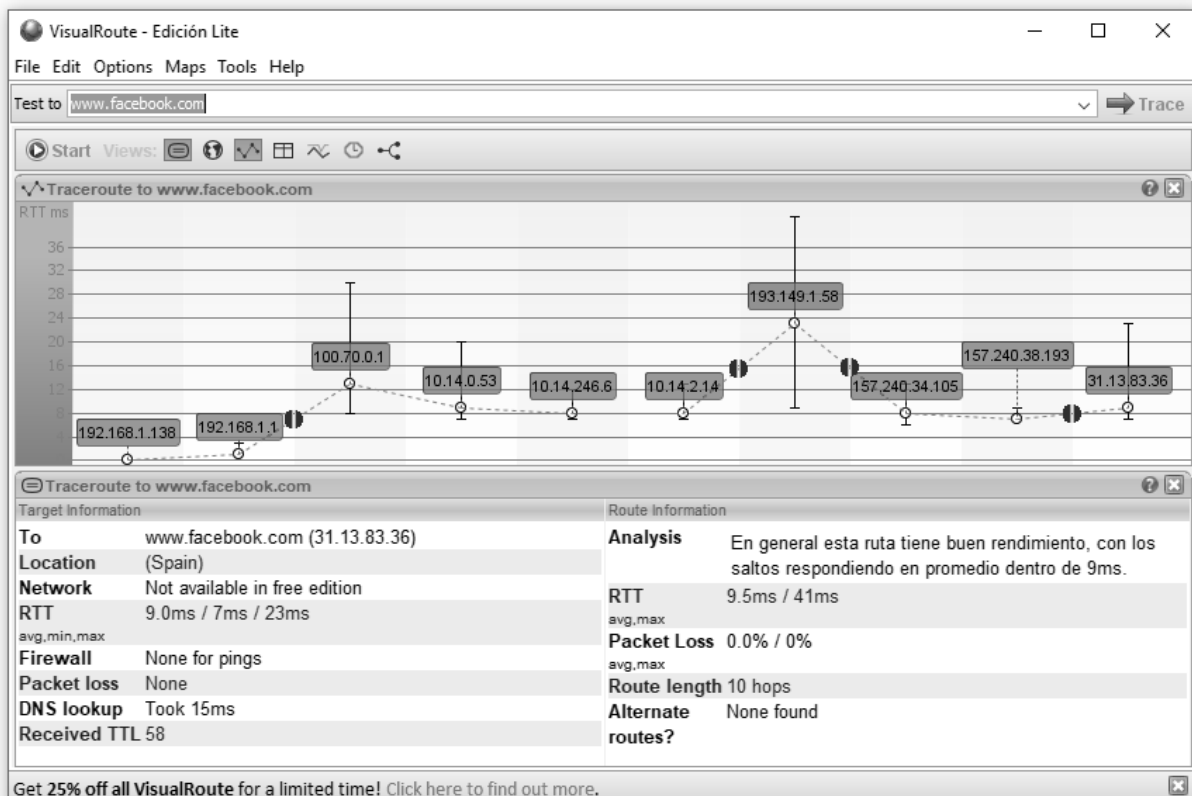 VisualRoute - Edición Lite
File Edit Options Maps Tools Help
Test to www.facebook.com Trace
Start Views:
Traceroute to www.facebook.com
RTT ms
36
32
28
24
20
16
12
8
4
193.149.1.58
100.70.0.1
157.240.38.193
10.14.0.53
10.14.246.6
10.14.2.14
157.240.34.105
31.13.83.36
192.168.1.138
192.168.1.1
Traceroute to www.facebook.com
Target Information
To www.facebook.com (31.13.83.36)
Location (Spain)
Network Not available in free edition
RTT 9.0ms / 7ms / 23ms
avg,min,max
Firewall None for pings
Packet loss None
DNS lookup Took 15ms
Received TTL 58
Route Information
Analysis En general esta ruta tiene buen rendimiento, con los
saltos respondiendo en promedio dentro de 9ms.
RTT 9.5ms / 41ms
avg,max
Packet Loss 0.0% / 0%
avg,max
Route length 10 hops
Alternate None found
routes?
Get 25% off all VisualRoute for a limited time! Click here to find out more.